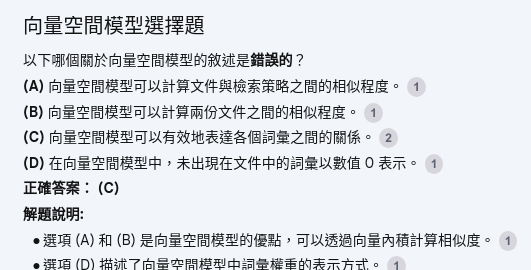 向量空間模型選擇題
以下哪個關於向量空間模型的敘述是錯誤的？
(A) 向量空間模型可以計算文件與檢索策略之間的相似程度。 1
(B) 向量空間模型可以計算兩份文件之間的相似程度。 1
(C) 向量空間模型可以有效地表達各個詞彙之間的關係。 2
(D) 在向量空間模型中，未出現在文件中的詞彙以數值 0 表示。 1
正確答案： (C)
解題說明:
● 選項 (A) 和 (B) 是向量空間模型的優點，可以透過向量內積計算相似度。 1
● 選項 (D) 描述了向量空間模型中詞彙權重的表示方式。 1